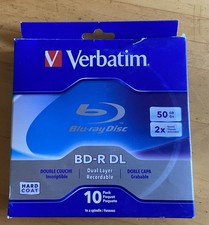 Verbatim
Blu-ray Disc
50 GB
2x
BD-R DL
DOUBLE COUCHE
Inscriptible
Dual Layer
Recordable
DOBLE CAPA
Grabable
HARD
COAT
10 Pack
Paquet
Paquete